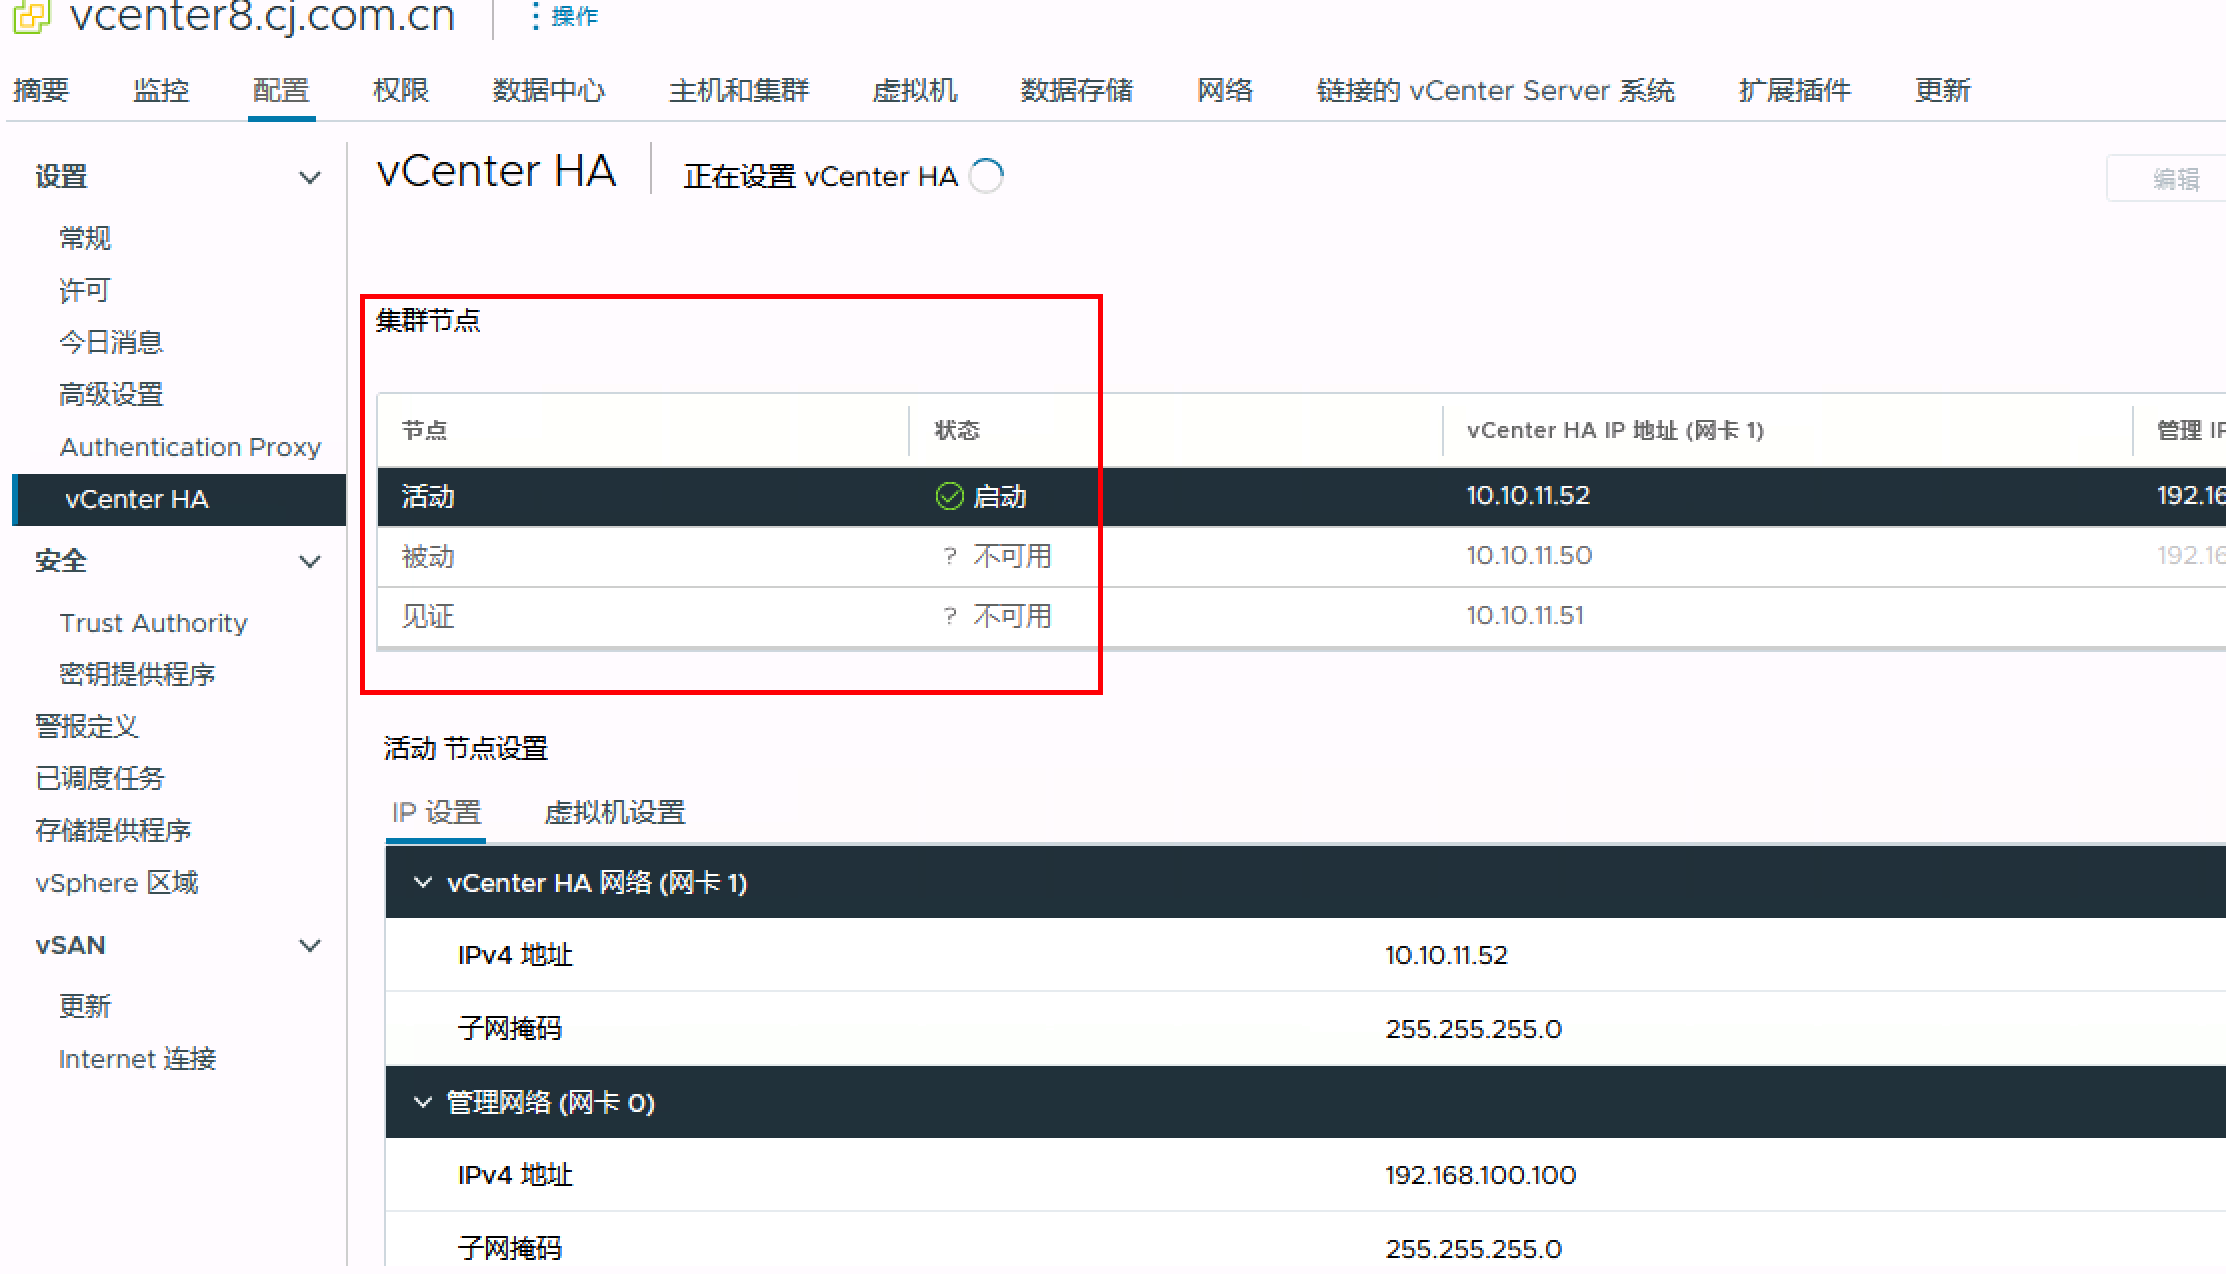 vcenter8.cj.com.cn 操作
摘要 监控 配置 权限 数据中心 主机和集群 虚拟机 数据存储 网络 链接的 vCenter Server 系统 扩展插件 更新
设置
常规
许可
今日消息
高级设置
Authentication Proxy
vCenter HA
安全
Trust Authority
密钥提供程序
警报定义
已调度任务
存储提供程序
vSphere 区域
vSAN
更新
Internet 连接
vCenter HA 正在设置 vCenter HA
编辑
集群节点
节点 状态 vCenter HA IP 地址 (网卡 1) 管理
活动 启动 10.10.11.52
被动 ? 不可用 10.10.11.50
见证 ? 不可用 10.10.11.51
活动 节点设置
IP 设置 虚拟机设置
vCenter HA 网络 (网卡 1)
IPv4 地址 10.10.11.52
子网掩码 255.255.255.0
管理网络 (网卡 0)
IPv4 地址 192.168.100.100
子网掩码 255.255.255.0